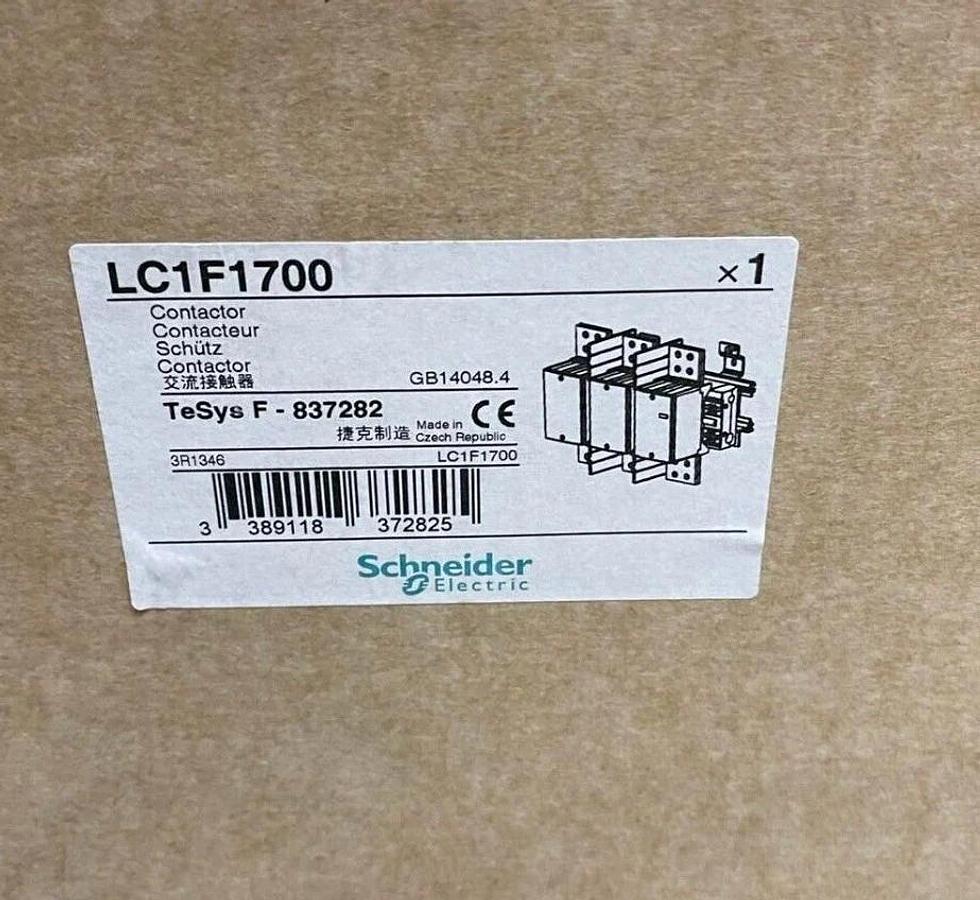 LC1F1700 ×1
Contactor
Contacteur
Schütz
Contactor
交流接触器 GB14048.4
TeSys F - 837282 CE
捷克制造 Made in
Czech Republic
3R1346 LC1F1700
3 389118 372825
Schneider
Electric